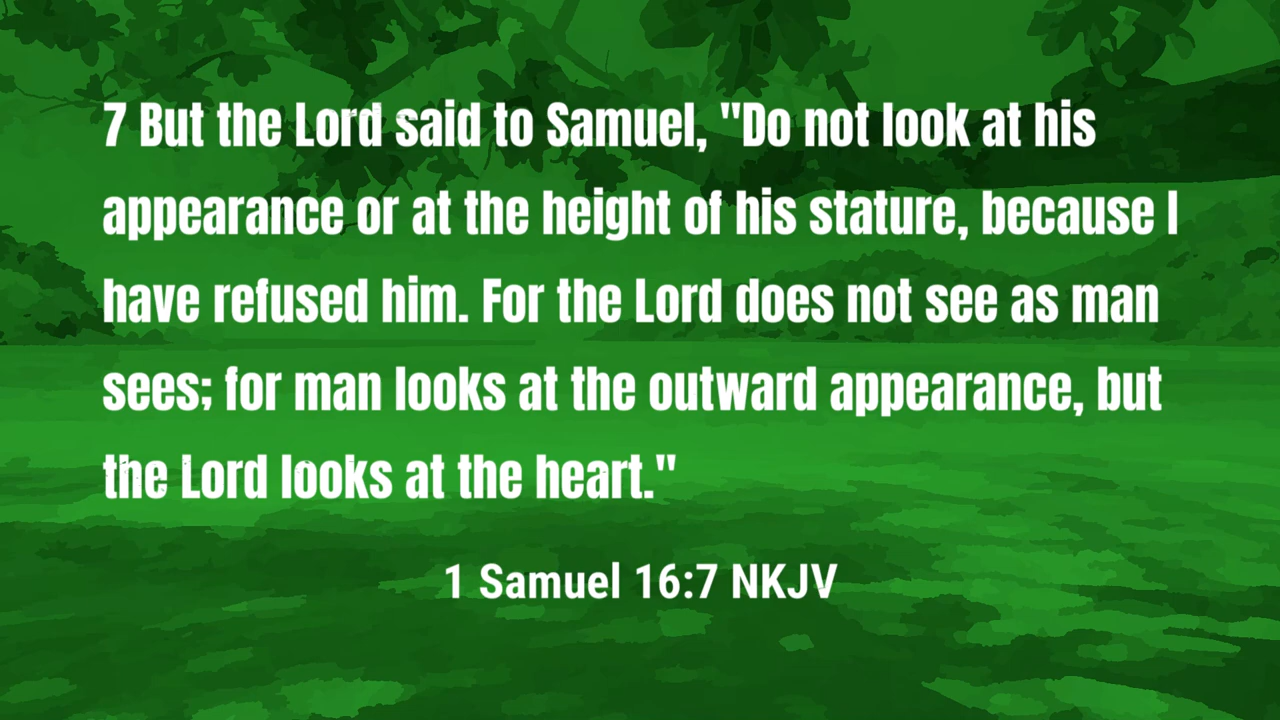 7 But the Lord said to Samuel, "Do not look at his
appearance or at the height of his stature, because I
have refused him. For the Lord does not see as man
sees; for man looks at the outward appearance, but
the Lord looks at the heart."
1 Samuel 16:7 NKJV